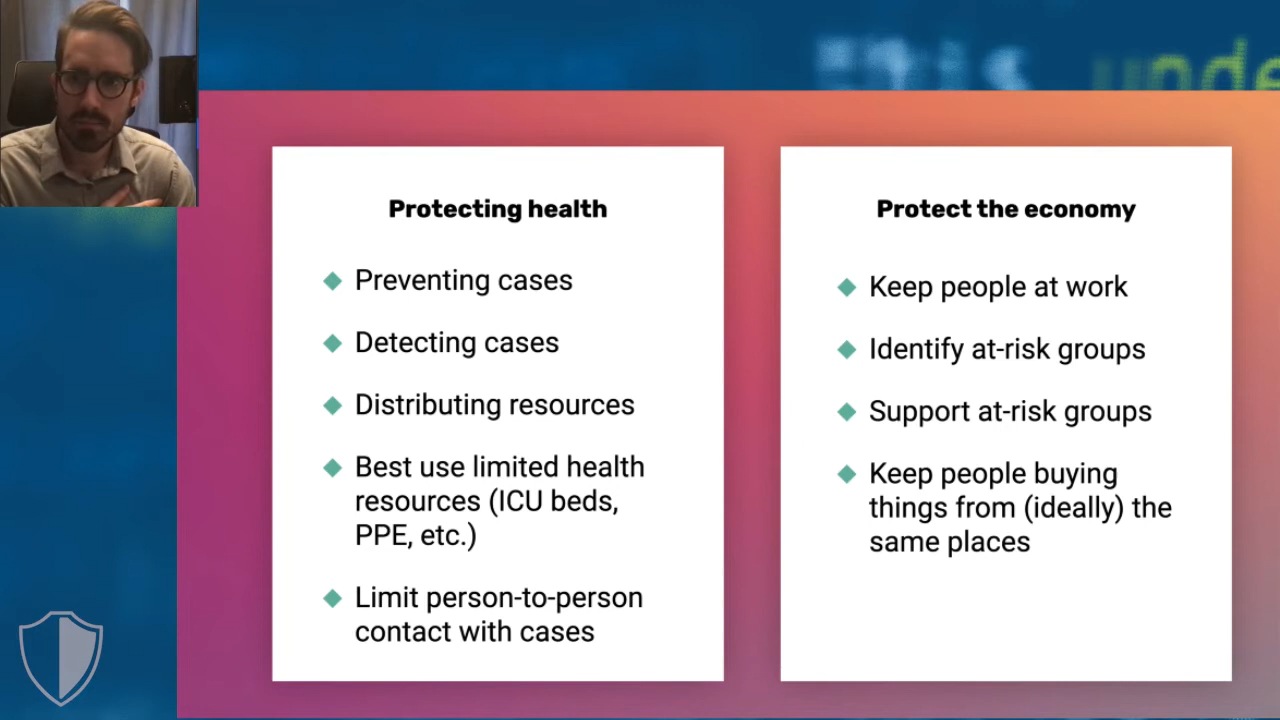 Protecting health
Preventing cases
Detecting cases
Distributing resources
Best use limited health
resources (ICU beds,
PPE, etc.)
Limit person-to-person
contact with cases
Protect the economy
Keep people at work
Identify at-risk groups
Support at-risk groups
Keep people buying
things from (ideally) the
same places